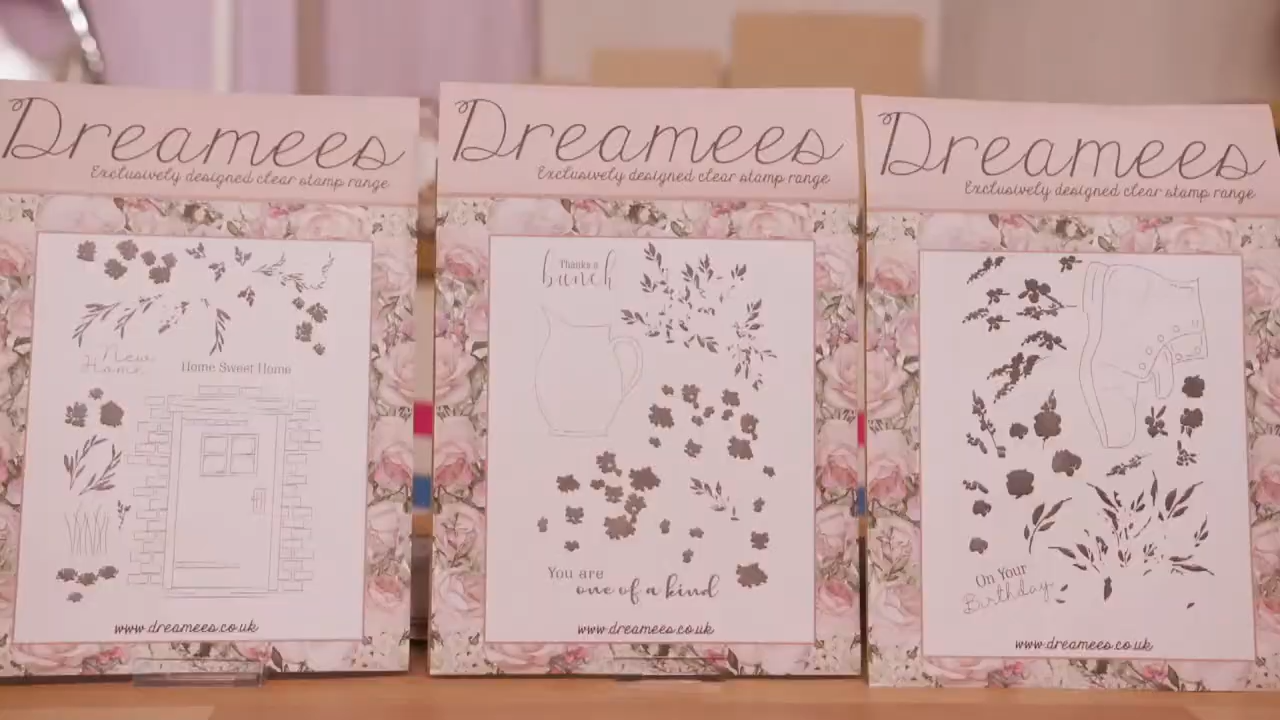 Dreamees
Exclusively designed clear stamp range
New
Home
Home Sweet Home
www.dreamees.co.uk
Dreamees
Exclusively designed clear stamp range
Thanks a
bunch
You are
one of a kind
www.dreamees.co.uk
Dreamees
Exclusively designed clear stamp range
On Your
Birthday
www.dreamees.co.uk